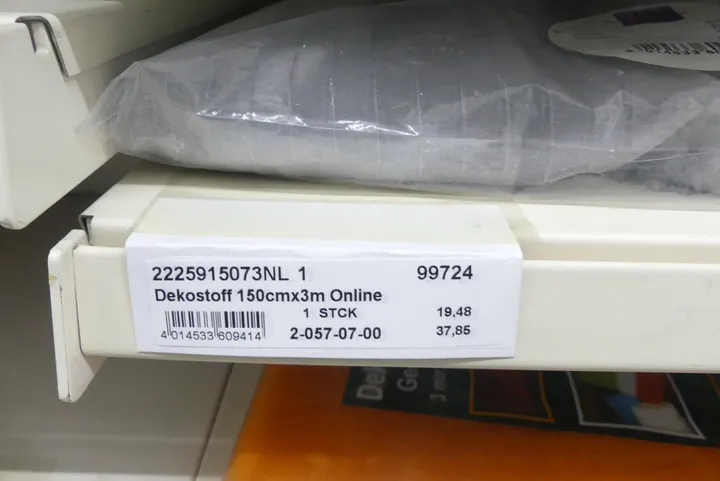 2225915073NL 1 99724
Dekostoff 150cmx3m Online
1 STCK 19,48
4 014533 609414 2-057-07-00 37,85
3